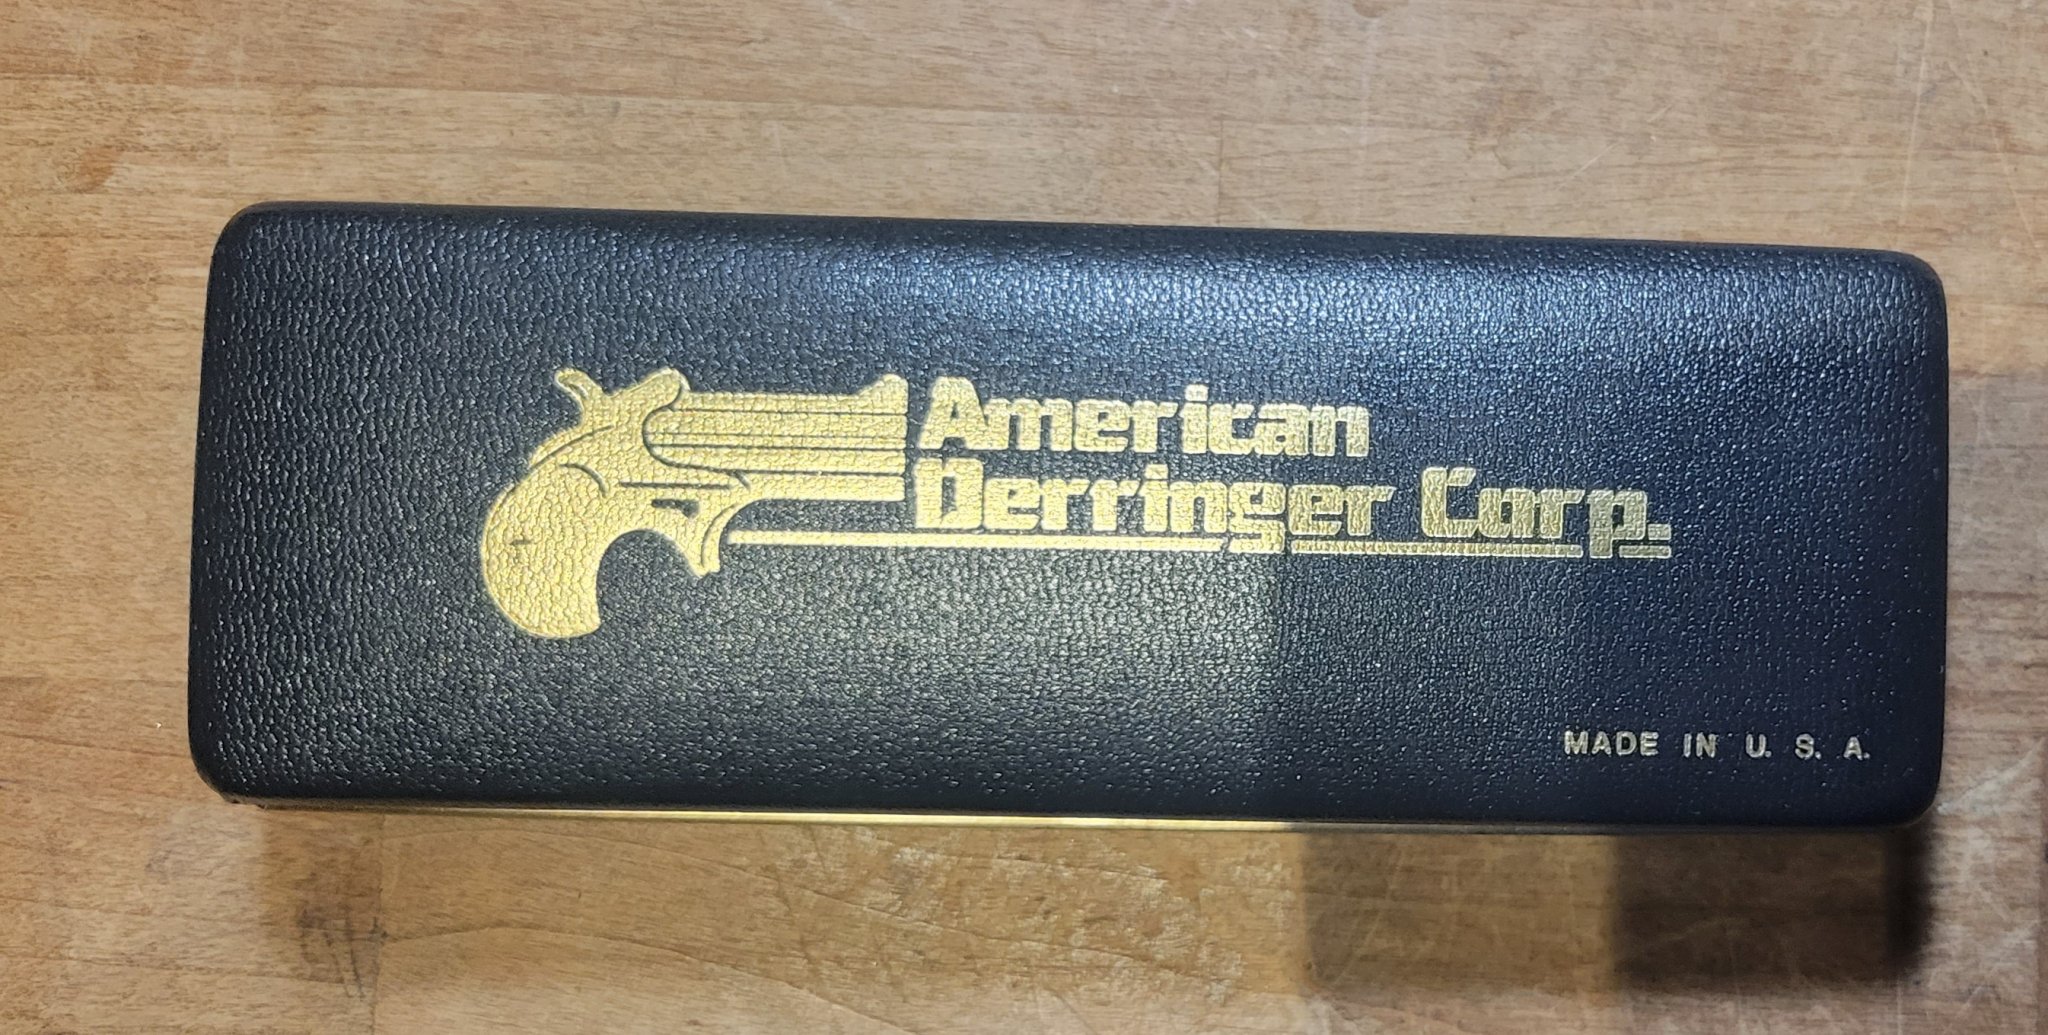 American
Derringer Corp.
MADE IN U. S. A.